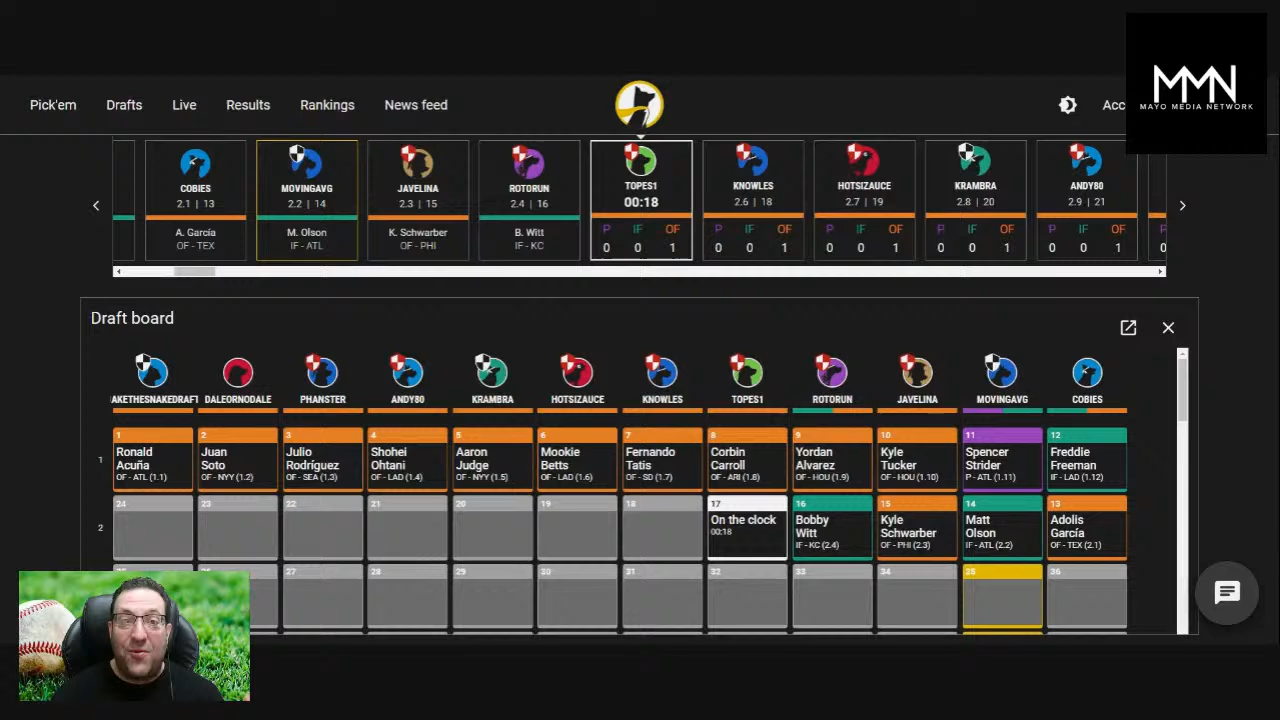 MMN
MAYO MEDIA NETWORK
Pick'em Drafts Live Results Rankings News feed Acc
COBIES MOVINGAVG JAVELINA ROTORUN TOPES1 KNOWLES HOTSIZAUCE KRAMBRA ANDY80
2.1 | 13 2.2 | 14 2.3 | 15 2.4 | 16 00:18 2.6 | 18 2.7 | 19 2.8 | 20 2.9 | 21
A. García M. Olson K. Schwarber B. Witt P IF OF P IF OF P IF OF P IF OF P IF OF P
OF - TEX IF - ATL OF - PHI IF - KC 0 0 1 0 0 1 0 0 1 0 0 1 0 0 1 0
Draft board
AKETHESNAKEDRAFT DALEORNODALE PHANSTER ANDY80 KRAMBRA HOTSIZAUCE KNOWLES TOPES1 ROTORUN JAVELINA MOVINGAVG COBIES
1 2 3 4 5 6 7 8 9 10 11 12
Ronald Juan Julio Shohei Aaron Mookie Fernando Corbin Yordan Kyle Spencer Freddie
1 Acuña Soto Rodríguez Ohtani Judge Betts Tatis Carroll Alvarez Tucker Strider Freeman
OF - ATL (1.1) OF - NYY (1.2) OF - SEA (1.3) OF - LAD (1.4) OF - NYY (1.5) OF - LAD (1.6) OF - SD (1.7) OF - ARI (1.8) OF - HOU (1.9) OF - HOU (1.10) P - ATL (1.11) IF - LAD (1.12)
24 23 22 21 20 19 18 17 16 15 14 13
On the clock Bobby Kyle Matt Adolis
2 00:18 Witt Schwarber Olson García
IF - KC (2.4) OF - PHI (2.3) IF - ATL (2.2) OF - TEX (2.1)
27 28 29 30 31 32 33 34 35 36